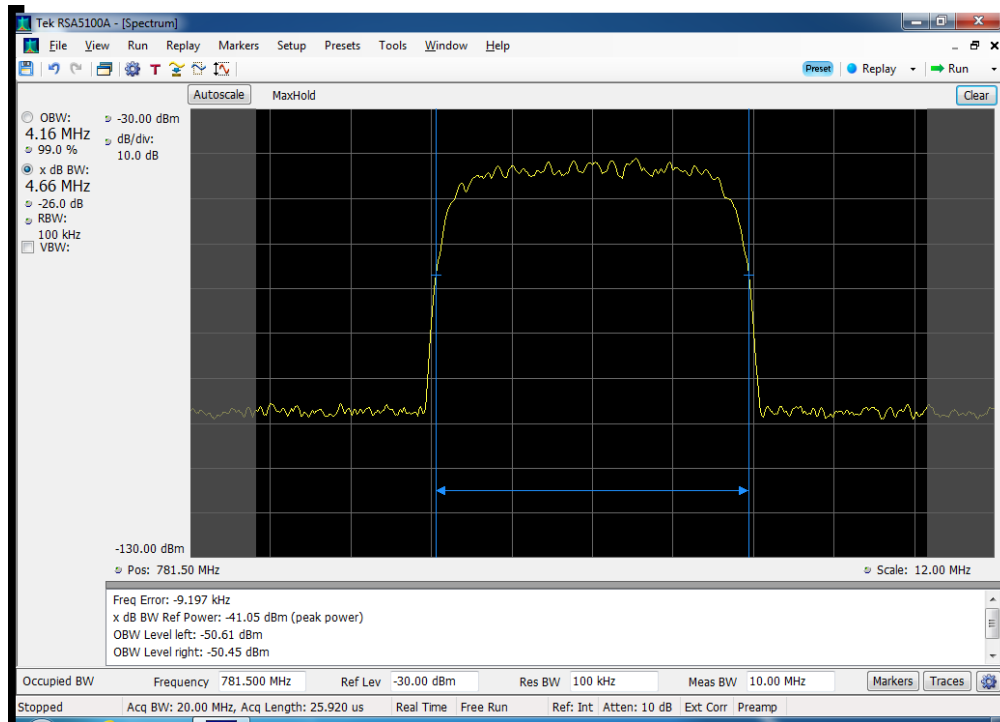 Tek RSA5100A - [Spectrum]
File View Run Replay Markers Setup Presets Tools Window Help
T Preset Replay Run
Autoscale MaxHold Clear
OBW:
4.16 MHz
99.0 %
x dB BW:
4.66 MHz
-26.0 dB
RBW:
100 kHz
VBW:
-30.00 dBm
dB/div:
10.0 dB
-130.00 dBm
Pos: 781.50 MHz Scale: 12.00 MHz
Freq Error: -9.197 kHz
x dB BW Ref Power: -41.05 dBm (peak power)
OBW Level left: -50.61 dBm
OBW Level right: -50.45 dBm
Occupied BW Frequency 781.500 MHz Ref Lev -30.00 dBm Res BW 100 kHz Meas BW 10.00 MHz Markers Traces
Stopped Acq BW: 20.00 MHz, Acq Length: 25.920 us Real Time Free Run Ref: Int Atten: 10 dB Ext Corr Preamp